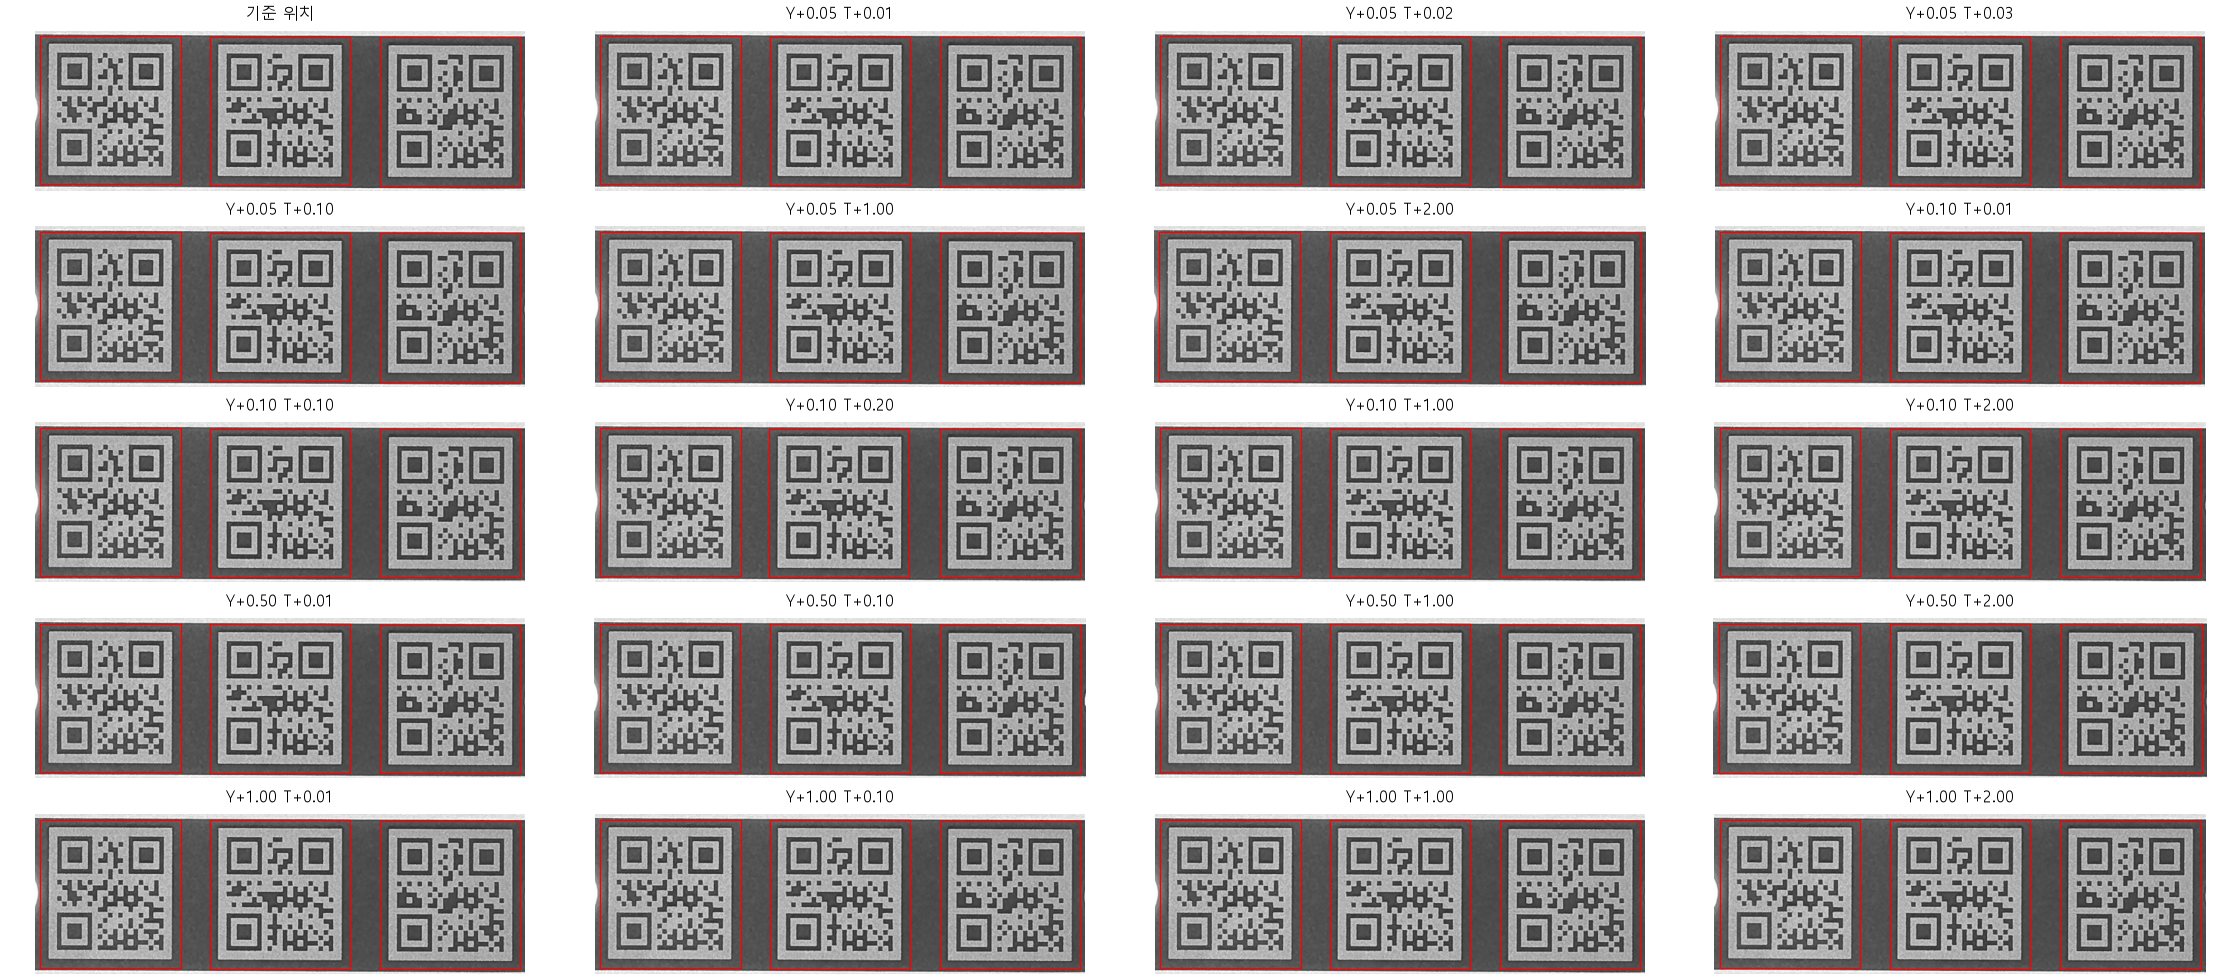 기준 위치
Y+0.05 T+0.01
Y+0.05 T+0.02
Y+0.05 T+0.03
Y+0.05 T+0.10
Y+0.05 T+1.00
Y+0.05 T+2.00
Y+0.10 T+0.01
Y+0.10 T+0.10
Y+0.10 T+0.20
Y+0.10 T+1.00
Y+0.10 T+2.00
Y+0.50 T+0.01
Y+0.50 T+0.10
Y+0.50 T+1.00
Y+0.50 T+2.00
Y+1.00 T+0.01
Y+1.00 T+0.10
Y+1.00 T+1.00
Y+1.00 T+2.00